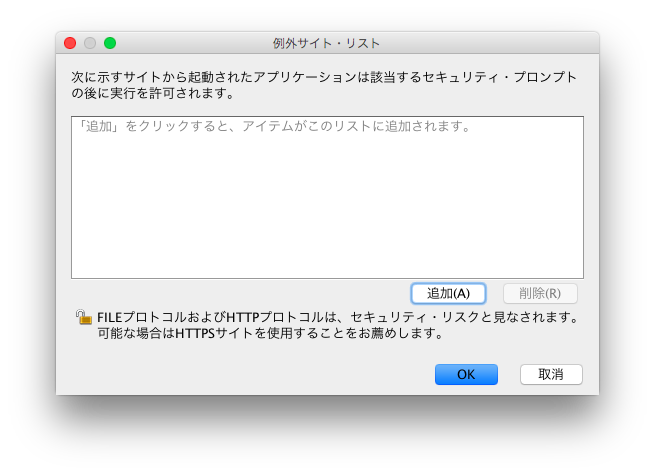 例外サイト・リスト
次に示すサイトから起動されたアプリケーションは該当するセキュリティ・プロンプト
の後に実行を許可されます。
「追加」をクリックすると、アイテムがこのリストに追加されます。
追加(A)
削除(R)
FILEプロトコルおよびHTTPプロトコルは、セキュリティ・リスクと見なされます。
可能な場合はHTTPSサイトを使用することをお薦めします。
OK
取消